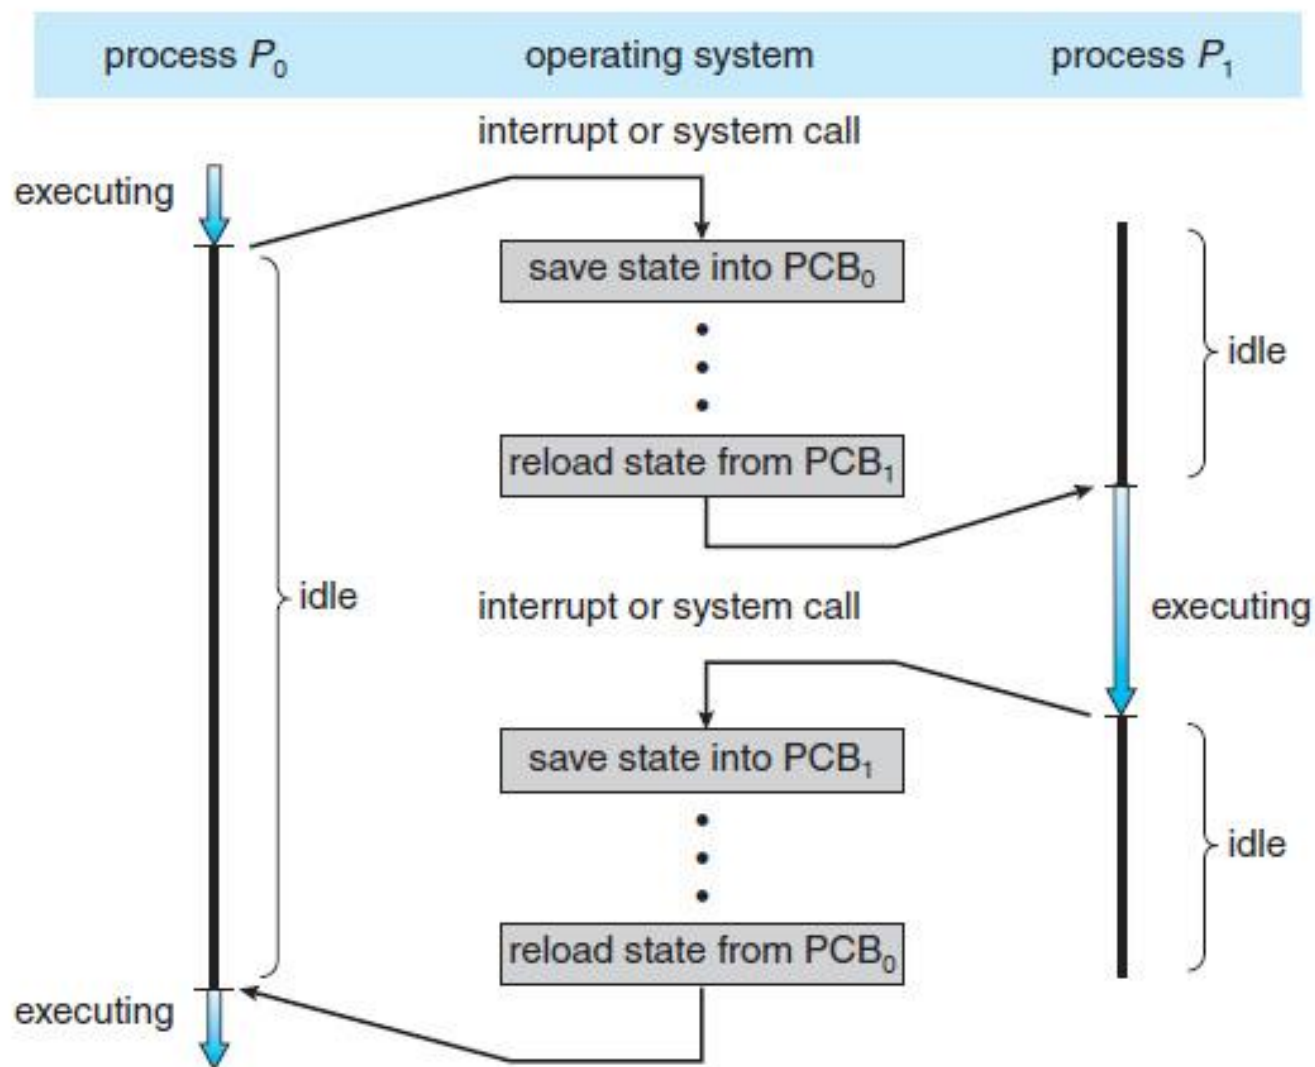 process P₀ operating system process P₁
interrupt or system call
executing
save state into PCB₀
idle
reload state from PCB₁
idle
interrupt or system call
executing
save state into PCB₁
idle
reload state from PCB₀
executing